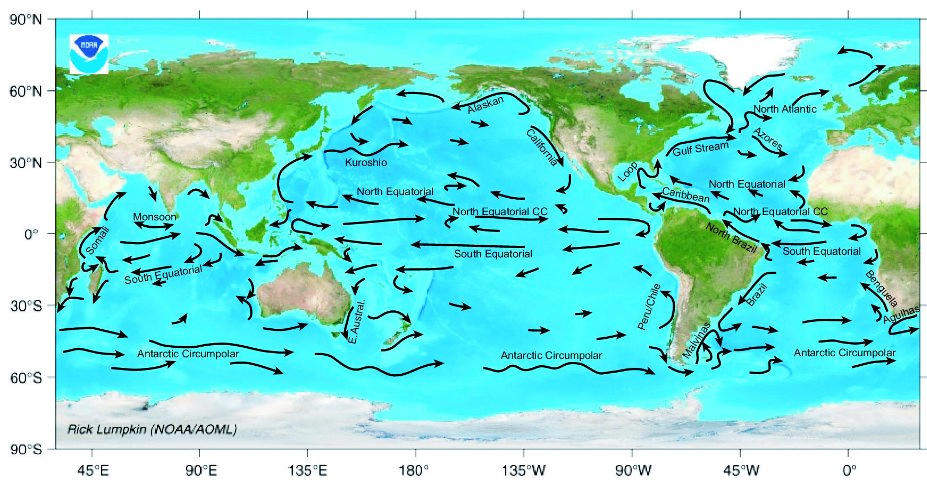 90°N
NOAA
60°N
Alaskan
North Atlantic
California
Gulf Stream
Azores
30°N
Kuroshio
Loop
North Equatorial
Caribbean
North Equatorial
Monsoon
North Equatorial CC
North Equatorial CC
0°
Somali
North Brazil
South Equatorial
South Equatorial
South Equatorial
Benguela
30°S
E.Austral.
Peru/Chile
Brazil
Agulhas
Malvinas
Antarctic Circumpolar
Antarctic Circumpolar
Antarctic Circumpolar
60°S
Rick Lumpkin (NOAA/AOML)
90°S
45°E
90°E
135°E
180°
135°W
90°W
45°W
0°